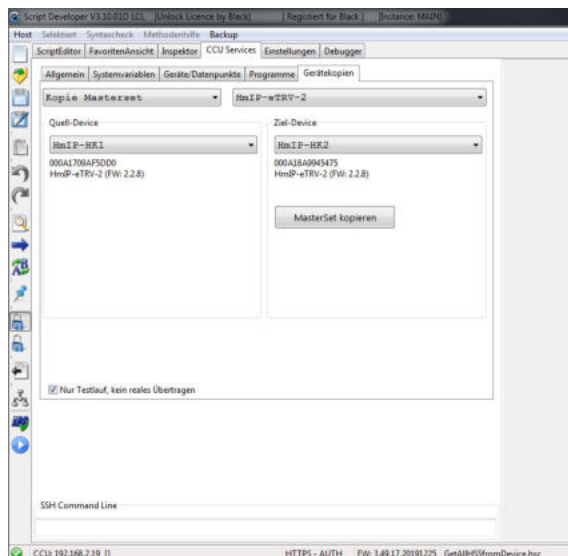 Script Developer V3.10.01D LCL [Unlock Licence by Black] [Registiert für Black] [Instance: MAIN]
Host Selektiert Syntaxcheck Methodenhilfe Backup
ScriptEditor FavoritenAnsicht Inspektor CCU Services Einstellungen Debugger
Allgemein Systemvariablen Geräte/Datenpunkte Programme Gerätekopien
Kopie Masterset HmIP-eTRV-2
Quell-Device Ziel-Device
HmIP-HK1 HmIP-HK2
000A1709AF5DD0 000A18A9945475
HmIP-eTRV-2 (FW: 2.2.8) HmIP-eTRV-2 (FW: 2.2.8)
MasterSet kopieren
Nur Testlauf, kein reales Übertragen
SSH Command Line
CCU: 192.168.2.19 [] HTTPS - AUTH FW: 3.49.17.20191225 GetAllHSSfromDevice.hsc